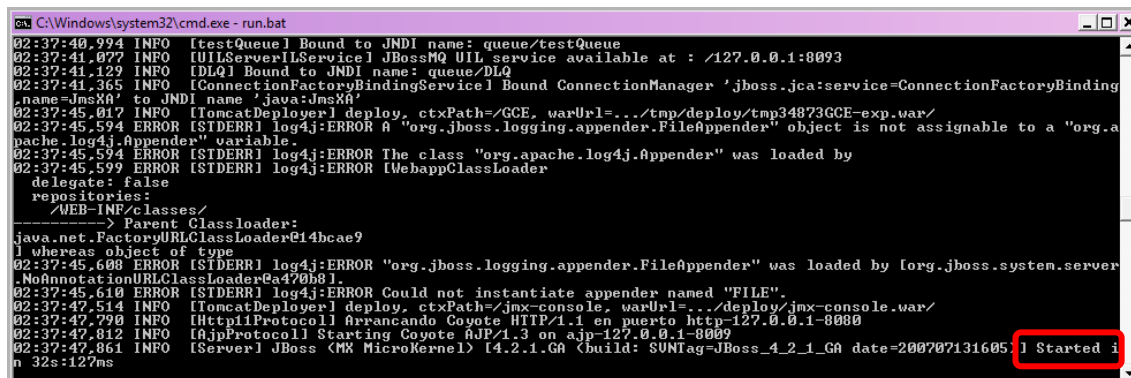 C:\Windows\system32\cmd.exe - run.bat
02:37:40,994 INFO  [testQueue] Bound to JNDI name: queue/testQueue
02:37:41,077 INFO  [UILServerILService] JBossMQ UIL service available at : /127.0.0.1:8093
02:37:41,129 INFO  [DLQ] Bound to JNDI name: queue/DLQ
02:37:41,365 INFO  [ConnectionFactoryBindingService] Bound ConnectionManager 'jboss.jca:service=ConnectionFactoryBinding
,name=JmsXA' to JNDI name 'java:JmsXA'
02:37:45,017 INFO  [TomcatDeployer] deploy, ctxPath=/GCE, warUrl=.../tmp/deploy/tmp34873GCE-exp.war/
02:37:45,594 ERROR [STDERR] log4j:ERROR A "org.jboss.logging.appender.FileAppender" object is not assignable to a "org.a
pache.log4j.Appender" variable.
02:37:45,594 ERROR [STDERR] log4j:ERROR The class "org.apache.log4j.Appender" was loaded by
02:37:45,599 ERROR [STDERR] log4j:ERROR [WebappClassLoader
  delegate: false
  repositories:
    /WEB-INF/classes/
----------> Parent Classloader:
java.net.FactoryURLClassLoader@14bcae9
] whereas object of type
02:37:45,608 ERROR [STDERR] log4j:ERROR "org.jboss.logging.appender.FileAppender" was loaded by [org.jboss.system.server
.NoAnnotationURLClassLoader@a470b8].
02:37:45,610 ERROR [STDERR] log4j:ERROR Could not instantiate appender named "FILE".
02:37:47,514 INFO  [TomcatDeployer] deploy, ctxPath=/jmx-console, warUrl=.../deploy/jmx-console.war/
02:37:47,790 INFO  [Http11Protocol] Arrancando Coyote HTTP/1.1 en puerto http-127.0.0.1-8080
02:37:47,812 INFO  [AjpProtocol] Starting Coyote AJP/1.3 on ajp-127.0.0.1-8009
02:37:47,861 INFO  [Server] JBoss (MX MicroKernel) [4.2.1.GA (build: SVNTag=JBoss_4_2_1_GA date=200707131605)] Started i
n 32s:127ms